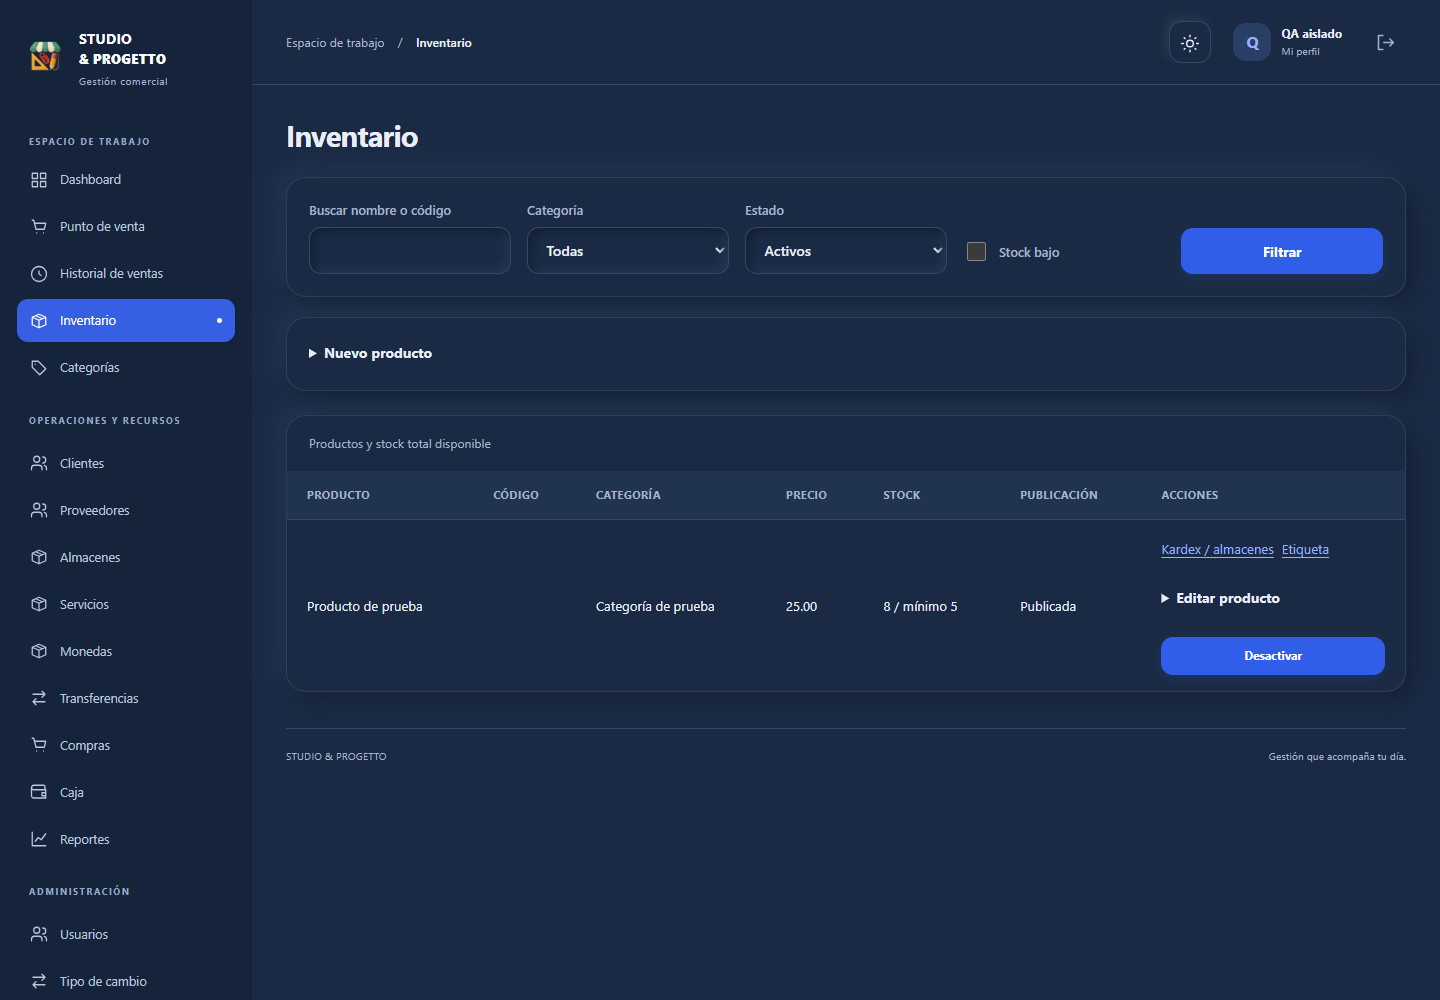 STUDIO
& PROGETTO
Gestión comercial
ESPACIO DE TRABAJO
Dashboard
Punto de venta
Historial de ventas
Inventario
Categorías
OPERACIONES Y RECURSOS
Clientes
Proveedores
Almacenes
Servicios
Monedas
Transferencias
Compras
Caja
Reportes
ADMINISTRACIÓN
Usuarios
Tipo de cambio
Espacio de trabajo / Inventario
Q
QA aislado
Mi perfil
Inventario
Buscar nombre o código
Categoría
Estado
Todas
Activos
Stock bajo
Filtrar
Nuevo producto
Productos y stock total disponible
PRODUCTO CÓDIGO CATEGORÍA PRECIO STOCK PUBLICACIÓN ACCIONES
Kardex / almacenes Etiqueta
Producto de prueba Categoría de prueba 25.00 8 / mínimo 5 Publicada
Editar producto
Desactivar
STUDIO & PROGETTO
Gestión que acompaña tu día.